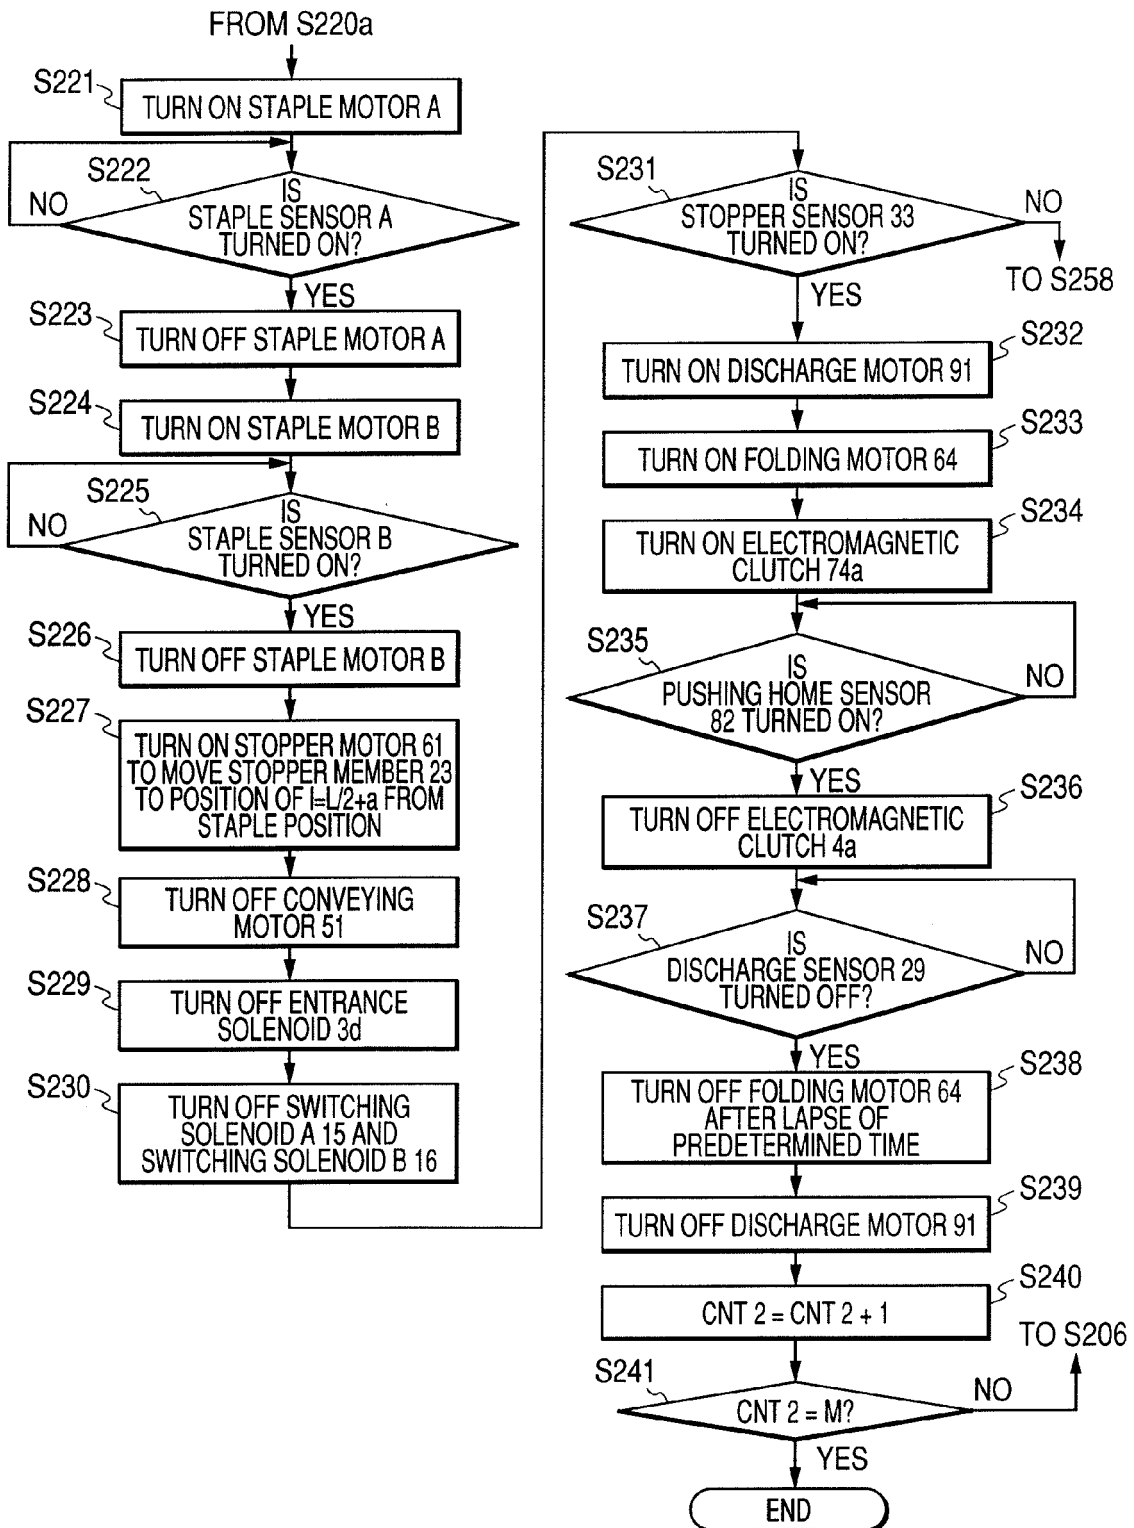 FROM S220a
S221
TURN ON STAPLE MOTOR A
S222
IS
STAPLE SENSOR A
TURNED ON?
NO
YES
S223
TURN OFF STAPLE MOTOR A
S224
TURN ON STAPLE MOTOR B
S225
IS
STAPLE SENSOR B
TURNED ON?
NO
YES
S226
TURN OFF STAPLE MOTOR B
S227
TURN ON STOPPER MOTOR 61
TO MOVE STOPPER MEMBER 23
TO POSITION OF l=L/2+a FROM
STAPLE POSITION
S228
TURN OFF CONVEYING
MOTOR 51
S229
TURN OFF ENTRANCE
SOLENOID 3d
S230
TURN OFF SWITCHING
SOLENOID A 15 AND
SWITCHING SOLENOID B 16
S231
IS
STOPPER SENSOR 33
TURNED ON?
NO
TO S258
YES
S232
TURN ON DISCHARGE MOTOR 91
S233
TURN ON FOLDING MOTOR 64
S234
TURN ON ELECTROMAGNETIC
CLUTCH 74a
S235
IS
PUSHING HOME SENSOR
82 TURNED ON?
NO
YES
S236
TURN OFF ELECTROMAGNETIC
CLUTCH 4a
S237
IS
DISCHARGE SENSOR 29
TURNED OFF?
NO
YES
S238
TURN OFF FOLDING MOTOR 64
AFTER LAPSE OF
PREDETERMINED TIME
S239
TURN OFF DISCHARGE MOTOR 91
S240
CNT 2 = CNT 2 + 1
TO S206
S241
CNT 2 = M?
NO
YES
END